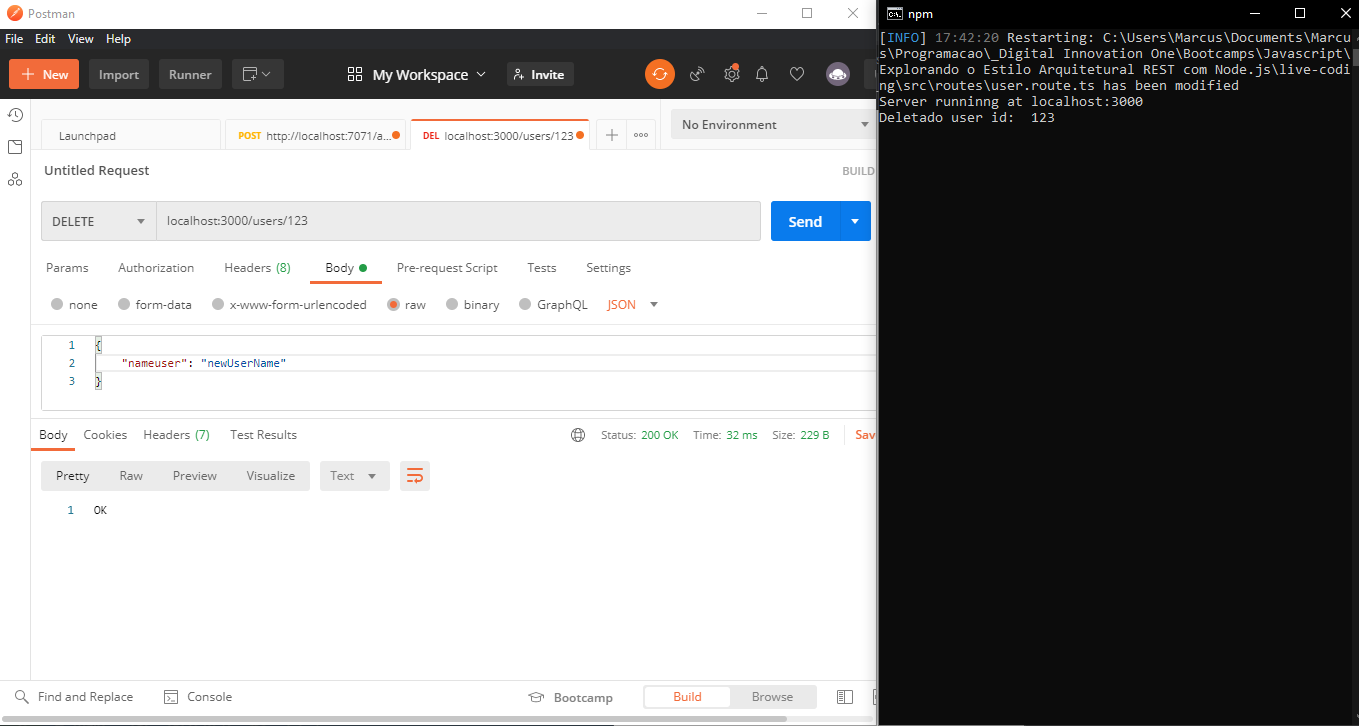 Postman
File Edit View Help
New Import Runner My Workspace Invite
Launchpad POST http://localhost:7071/a... DEL localhost:3000/users/123 No Environment
Untitled Request BUILD
DELETE localhost:3000/users/123 Send
Params Authorization Headers (8) Body Pre-request Script Tests Settings
none form-data x-www-form-urlencoded raw binary GraphQL JSON
1 {
2 "nameuser": "newUserName"
3 }
Body Cookies Headers (7) Test Results Status: 200 OK Time: 32 ms Size: 229 B Sav
Pretty Raw Preview Visualize Text
1 OK
Find and Replace Console Bootcamp Build Browse
npm
[INFO] 17:42:20 Restarting: C:\Users\Marcus\Documents\Marcu
s\Programacao\_Digital Innovation One\Bootcamps\Javascript\
Explorando o Estilo Arquitetural REST com Node.js\live-codi
ng\src\routes\user.route.ts has been modified
Server runninng at localhost:3000
Deletado user id: 123